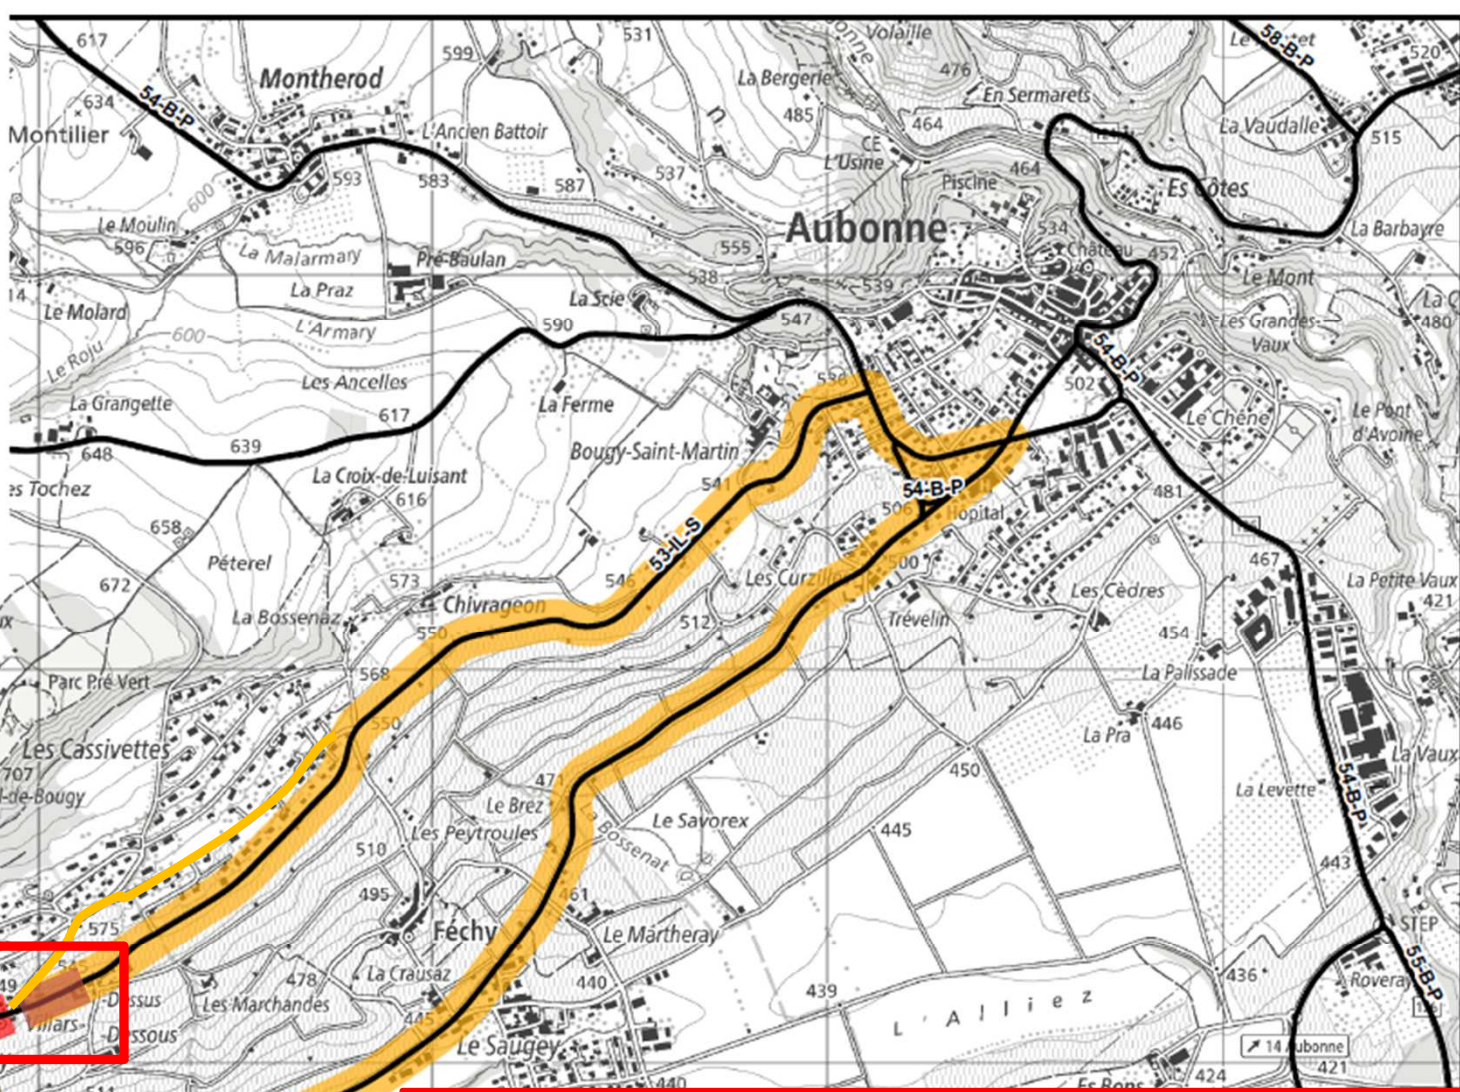 617
599
531
Volaille
58-B-P
520
Montherod
La Bergerie
476
En Sermarets
634
54-B-P
485
La Vaudalle
515
Montilier
L'Ancien Battoir
n
464
CE
L'Usine
593
583
587
537
464
Piscine
Es Côtes
600
Le Moulin
596
Aubonne
534
La Barbayre
La Malarmary
Pré-Baulan
555
Château
452
538
539
Le Mont
La Praz
La Scie
Le Molard
547
Les Grandes-
Vaux
480
L'Armary
590
600
Le Roju
54-B-P
Les Ancelles
502
La Grangette
617
La Ferme
Le Chêne
Le Pont
d'Avoine
639
648
Bougy-Saint-Martin
La Croix-de-Luisant
es Tochez
616
541
54-B-P
481
506
Hôpital
658
53-IL-S
Péterel
467
672
573
546
500
La Petite Vaux
421
Chivrageon
Les Cèdres
La Bossenaz
550
512
Trévelin
454
568
La Palissade
Parc Pré Vert
550
446
La Pra
Les Cassivettes
La Vaux
707
471
450
54-B-P
l-de-Bougy
Le Brez
La Levette
Les Peytroules
La Bossenat
Le Savorex
445
510
443
495
461
575
Féchy
Le Martheray
STEP
545
La Crausaz
436
55-B-P
49
478
440
439
Roveray
-Dessus
Les Marchandes
L'Alliez
Villars-
-Dessous
445
Le Saugey
14 Aubonne
421
440
Es Bons
424